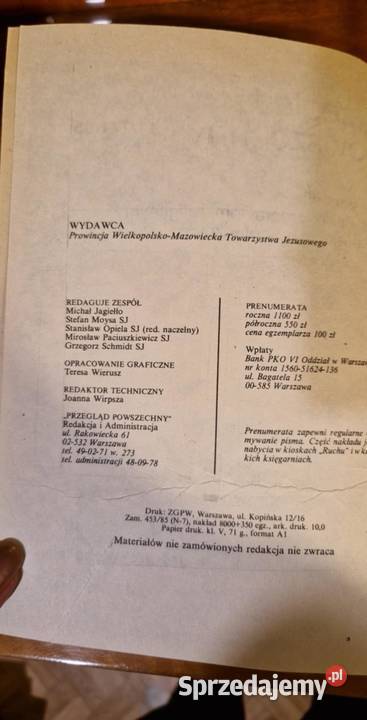 WYDAWCA
Prowincja Wielkopolsko-Mazowiecka Towarzystwa Jezusowego
REDAGUJE ZESPÓŁ
Michał Jagiełło
Stefan Moysa SJ
Stanisław Opiela SJ (red. naczelny)
Mirosław Paciuszkiewicz SJ
Grzegorz Schmidt SJ
OPRACOWANIE GRAFICZNE
Teresa Wierusz
REDAKTOR TECHNICZNY
Joanna Wirpsza
„PRZEGLĄD POWSZECHNY”
Redakcja i Administracja
ul. Rakowiecka 61
02-532 Warszawa
tel. 49-02-71 w. 273
tel. administracji 48-09-78
PRENUMERATA
roczna 1100 zł
półroczna 550 zł
cena egzemplarza 100 zł
Wpłaty
Bank PKO VI Oddział w Warsza
nr konta 1560-51624-136
ul. Bagatela 15
00-585 Warszawa
Prenumerata zapewni regularne
mywanie pisma. Część nakładu j
nabycia w kioskach „Ruchu” i w k
kich księgarniach.
Druk: ZGPW, Warszawa, ul. Kopińska 12/16
Zam. 453/85 (N-7), nakład 8000+350 egz., ark. druk. 10,0
Papier druk. kl. V, 71 g., format A1
Materiałów nie zamówionych redakcja nie zwraca
Sprzedajemy.pl